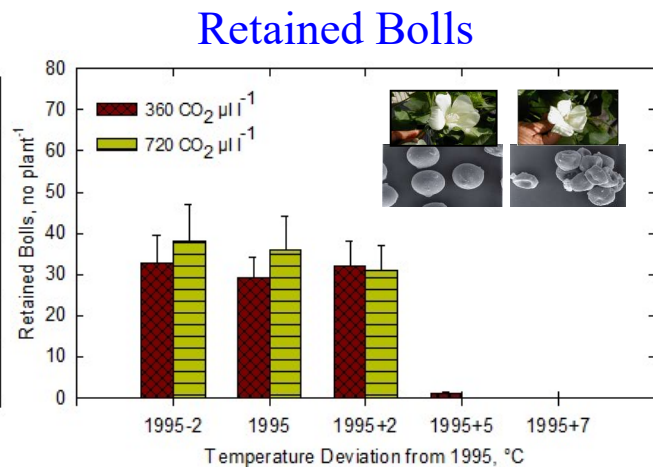 Retained Bolls
80
70
60
50
40
30
20
10
0
Retained Bolls, no plant⁻¹
360 CO₂ µl l⁻¹
720 CO₂ µl l⁻¹
1995-2 1995 1995+2 1995+5 1995+7
Temperature Deviation from 1995, °C